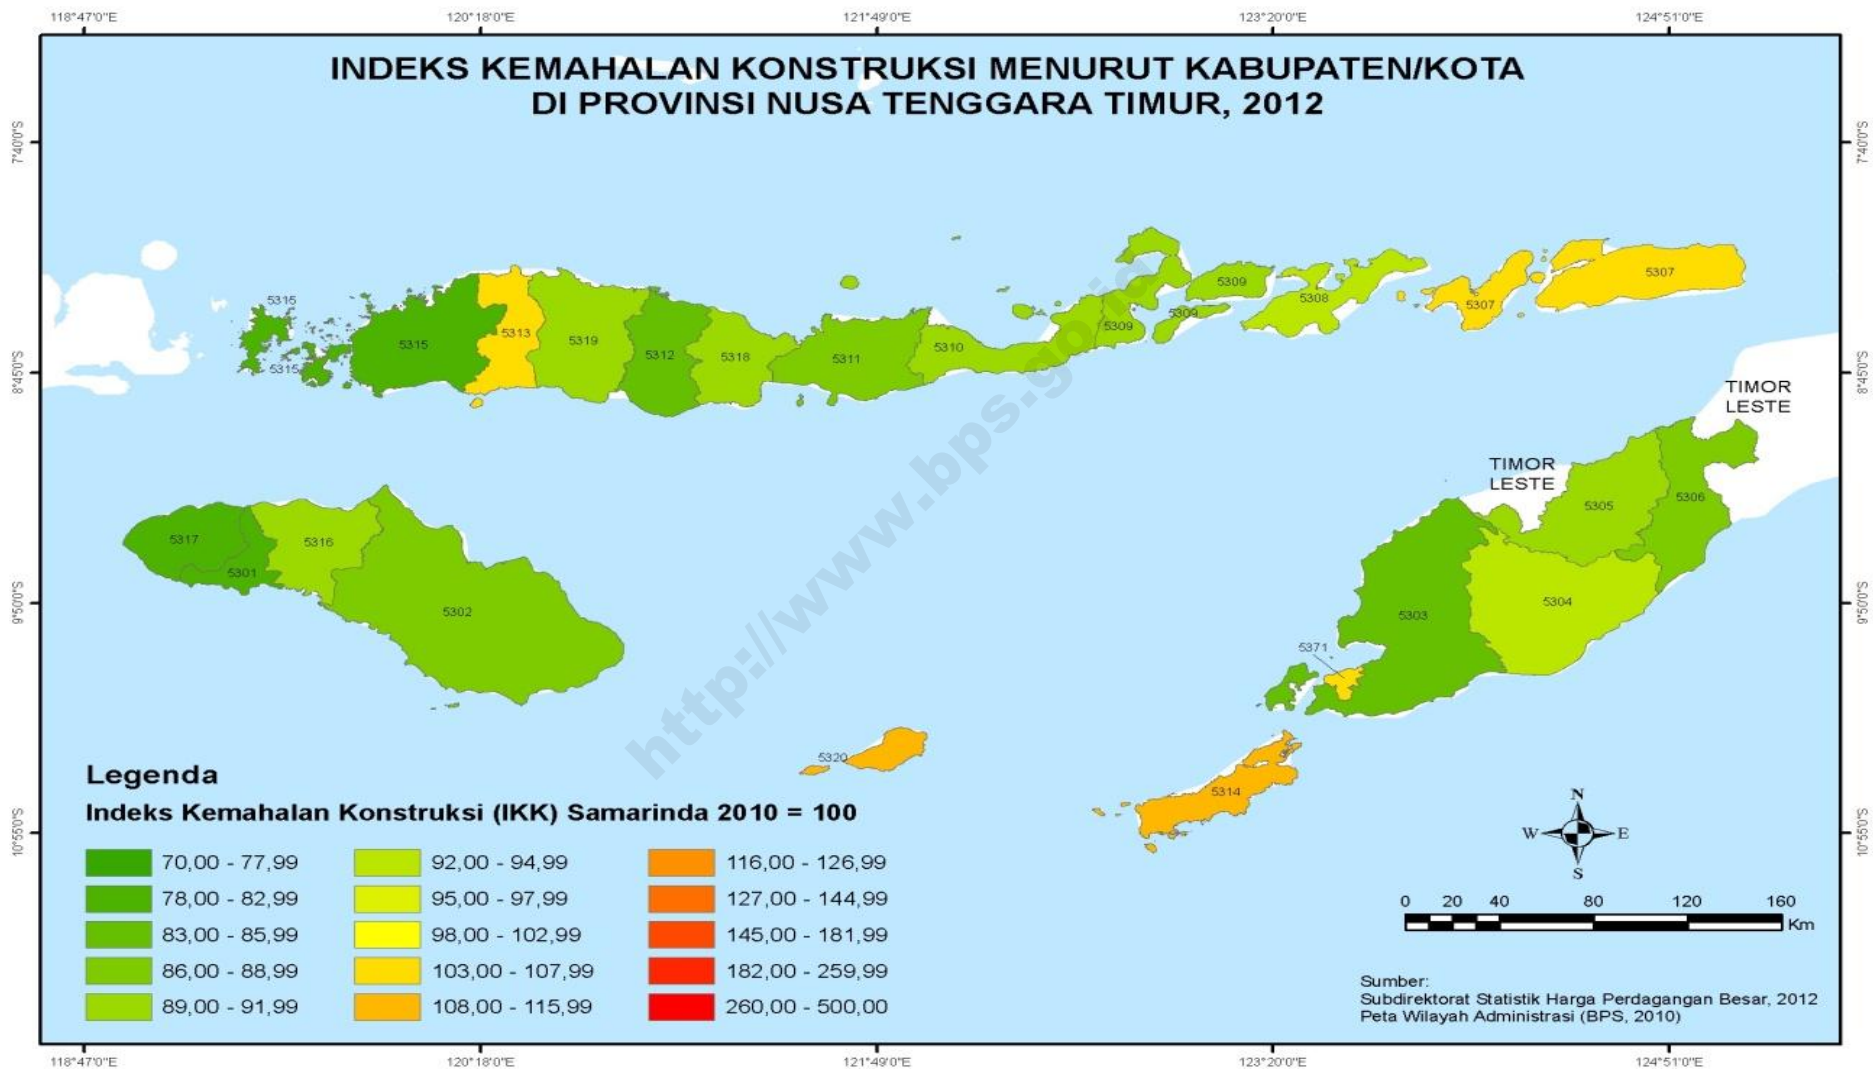 118°47'0"E 120°18'0"E 121°49'0"E 123°20'0"E 124°51'0"E
INDEKS KEMAHALAN KONSTRUKSI MENURUT KABUPATEN/KOTA
DI PROVINSI NUSA TENGGARA TIMUR, 2012
7°40'0"S 7°40'0"S
5315 5309 5308 5307 5307
5315 5315 5313 5319 5312 5318 5311 5310 5309 5309
8°45'0"S 8°45'0"S
TIMOR
LESTE
TIMOR
LESTE
5317 5301 5316 5302
5305 5306 5303 5304
9°50'0"S 9°50'0"S
5371
5320
5314
http://www.bps.go.id
Legenda
Indeks Kemahalan Konstruksi (IKK) Samarinda 2010 = 100
70,00 - 77,99 92,00 - 94,99 116,00 - 126,99
78,00 - 82,99 95,00 - 97,99 127,00 - 144,99
83,00 - 85,99 98,00 - 102,99 145,00 - 181,99
86,00 - 88,99 103,00 - 107,99 182,00 - 259,99
89,00 - 91,99 108,00 - 115,99 260,00 - 500,00
10°55'0"S 10°55'0"S
N
W E
S
0 20 40 80 120 160
Km
Sumber:
Subdirektorat Statistik Harga Perdagangan Besar, 2012
Peta Wilayah Administrasi (BPS, 2010)
118°47'0"E 120°18'0"E 121°49'0"E 123°20'0"E 124°51'0"E